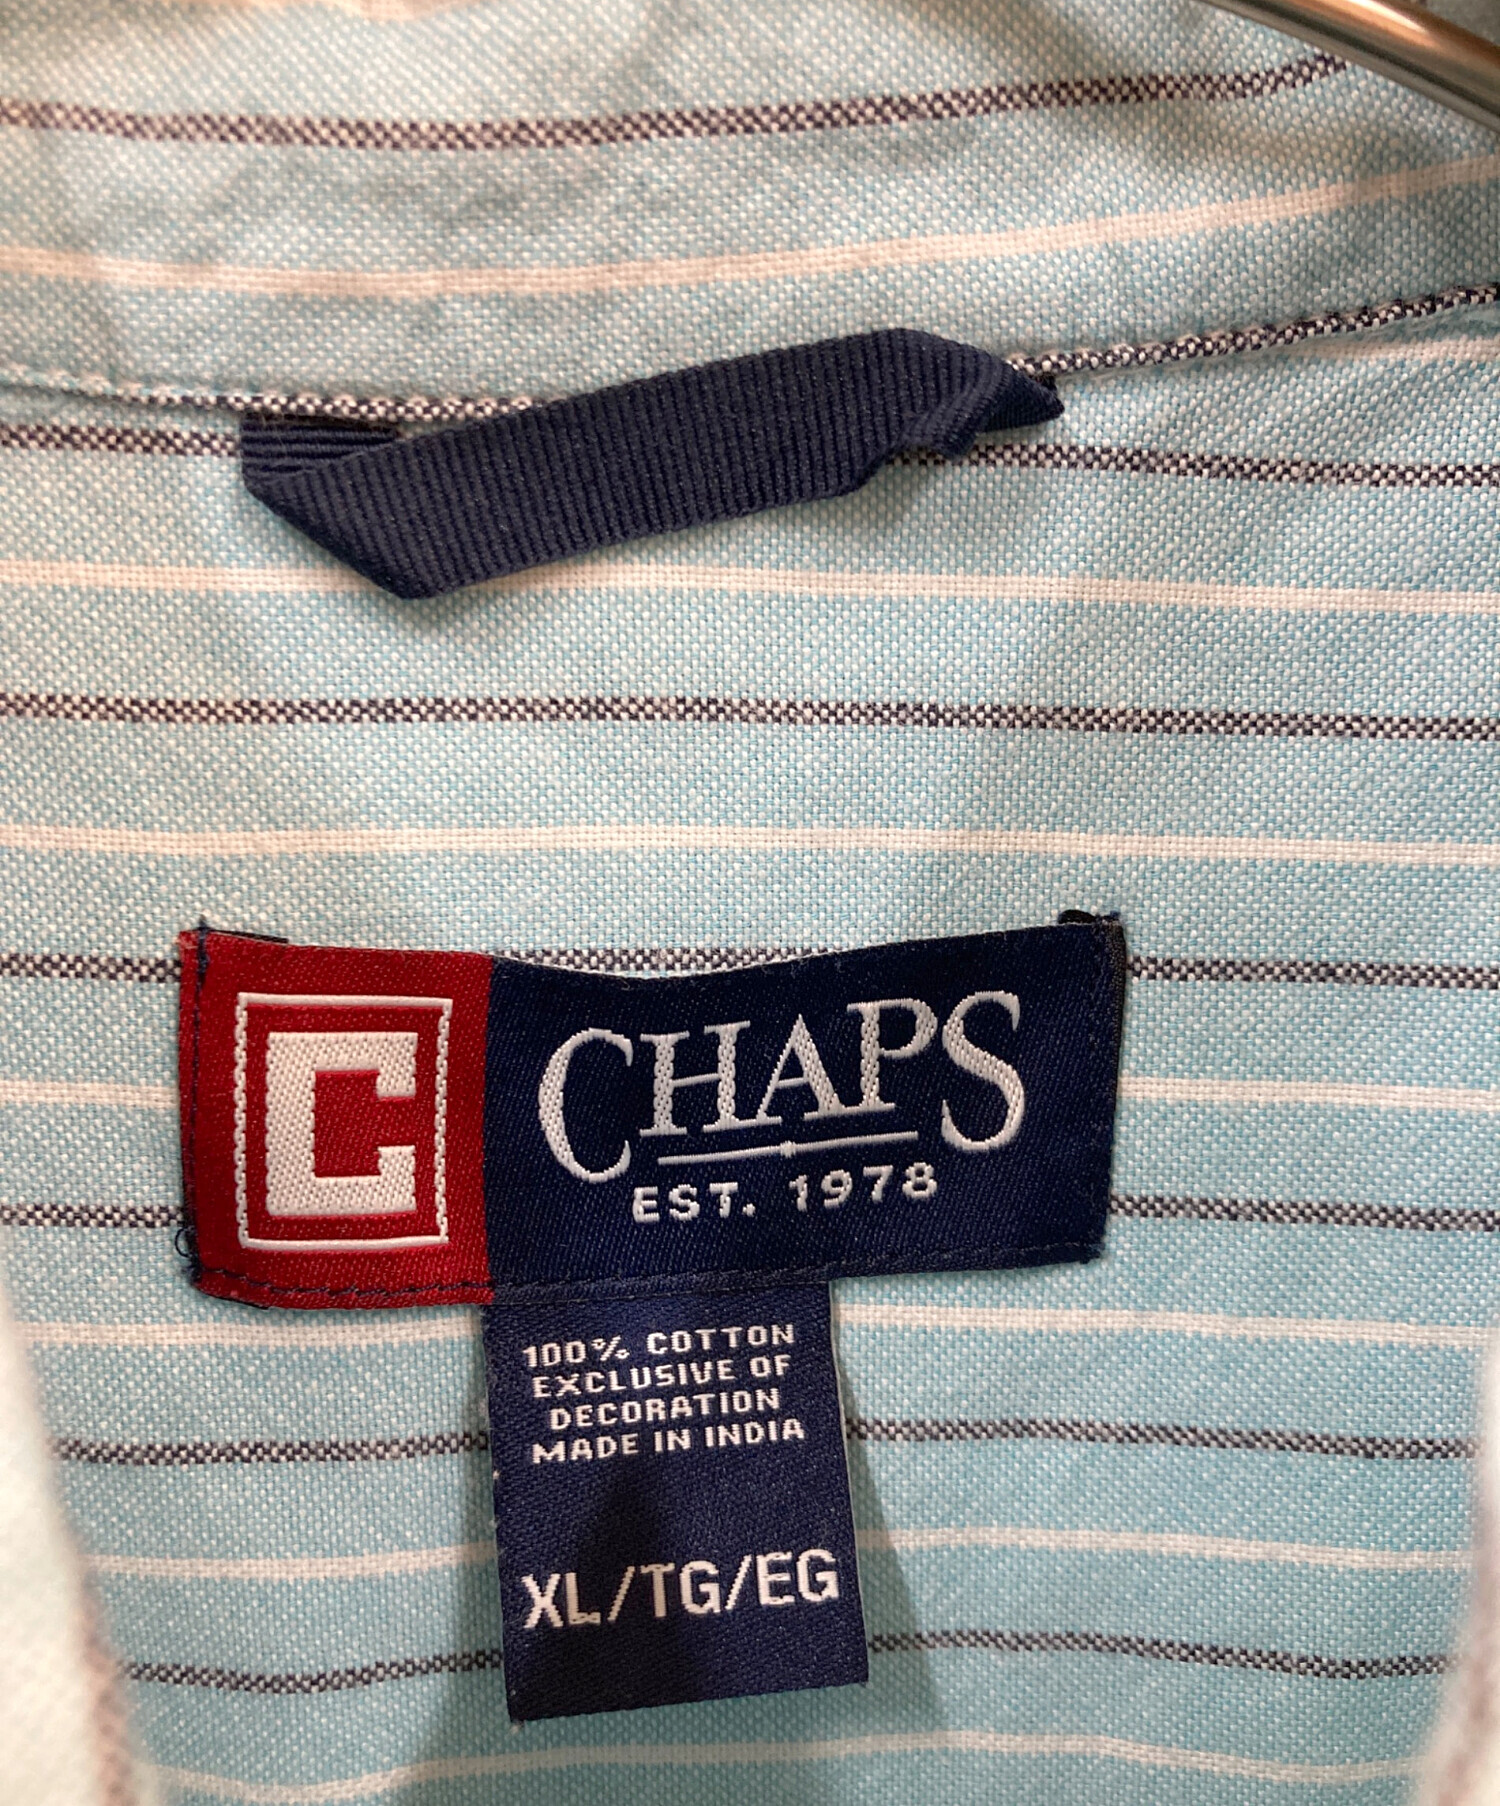 C
CHAPS
EST. 1978
100% COTTON
EXCLUSIVE OF
DECORATION
MADE IN INDIA
XL/TG/EG